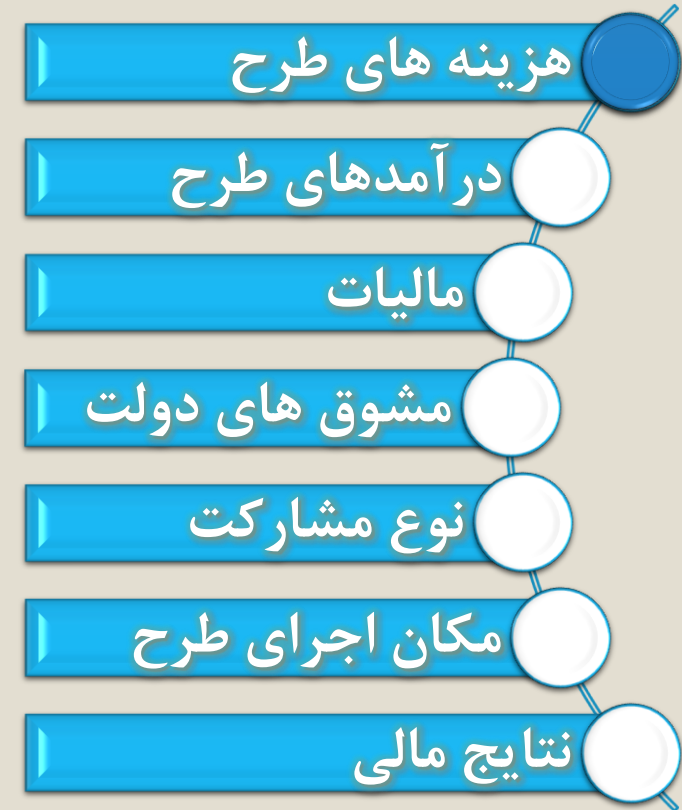 هزینه های طرح
درآمدهای طرح
مالیات
مشوق های دولت
نوع مشارکت
مکان اجرای طرح
نتایج مالی